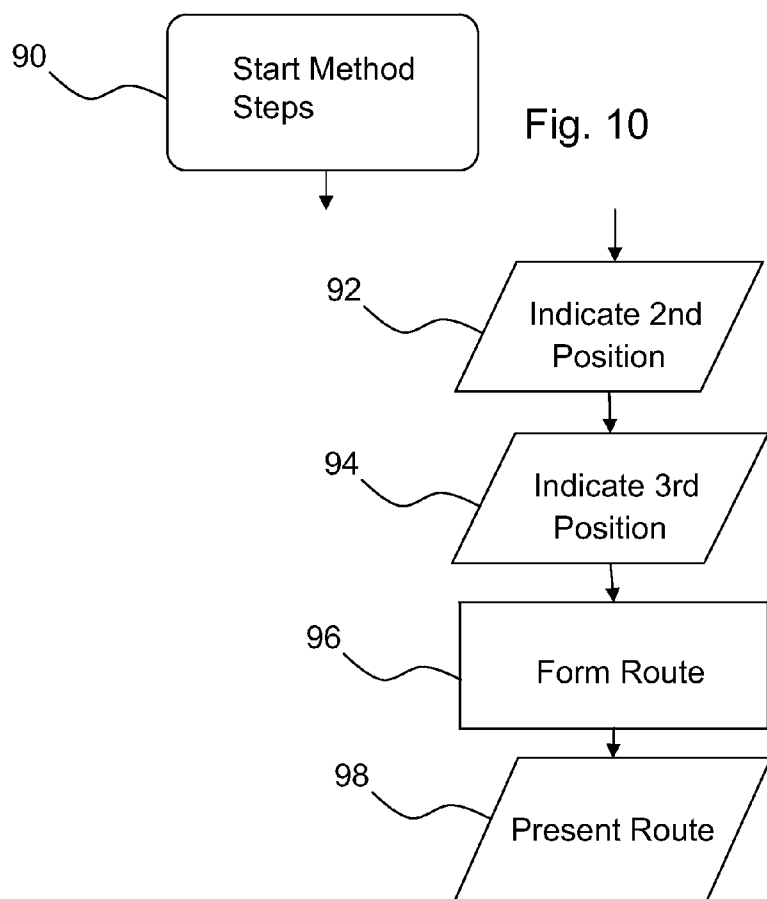 90
Start Method
Steps
Fig. 10
92
Indicate 2nd
Position
94
Indicate 3rd
Position
96
Form Route
98
Present Route